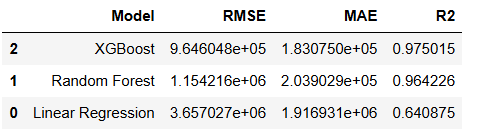 Model RMSE MAE R2
2 XGBoost 9.646048e+05 1.830750e+05 0.975015
1 Random Forest 1.154216e+06 2.039029e+05 0.964226
0 Linear Regression 3.657027e+06 1.916931e+06 0.640875